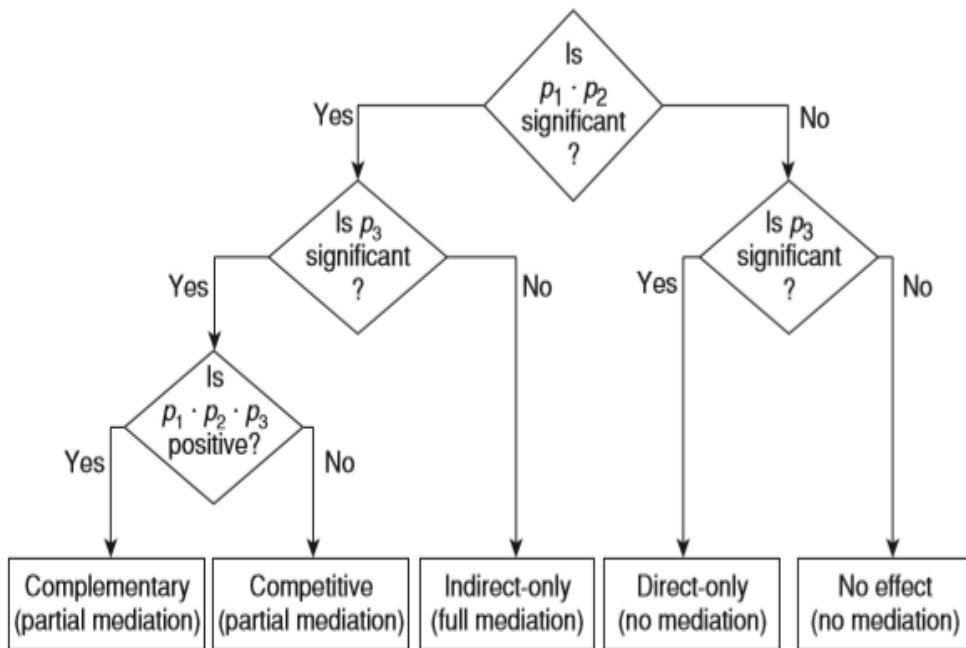 Is
p₁ · p₂
significant
?
Yes
No
Is p₃
significant
?
Yes
No
Is p₃
significant
?
Yes
No
Is
p₁ · p₂ · p₃
positive?
Yes
No
Complementary
(partial mediation)
Competitive
(partial mediation)
Indirect-only
(full mediation)
Direct-only
(no mediation)
No effect
(no mediation)